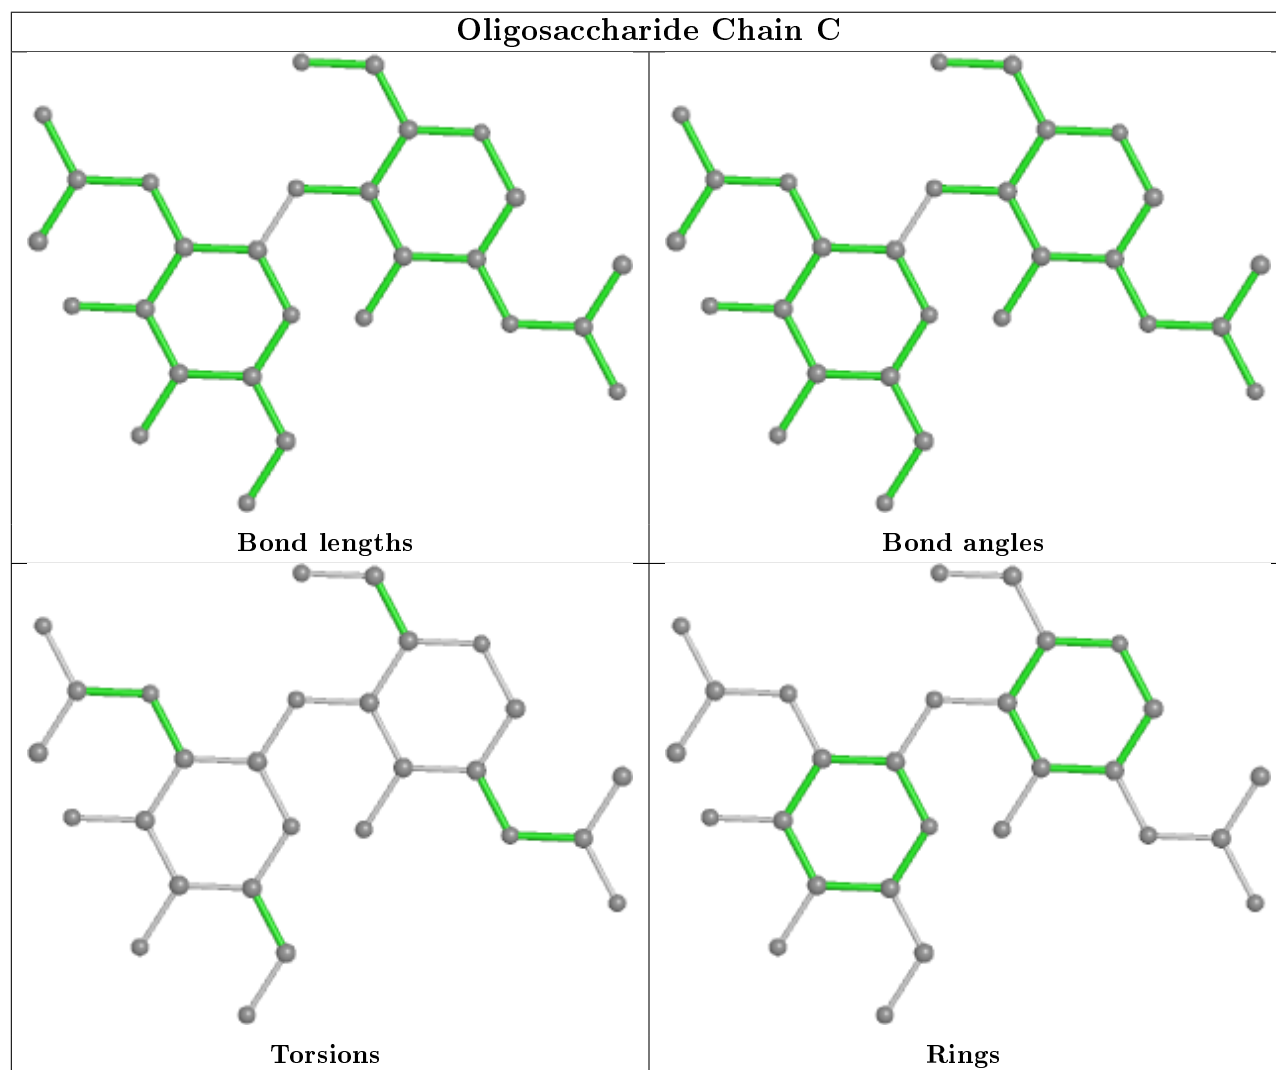 Oligosaccharide Chain C
Bond lengths
Bond angles
Torsions
Rings